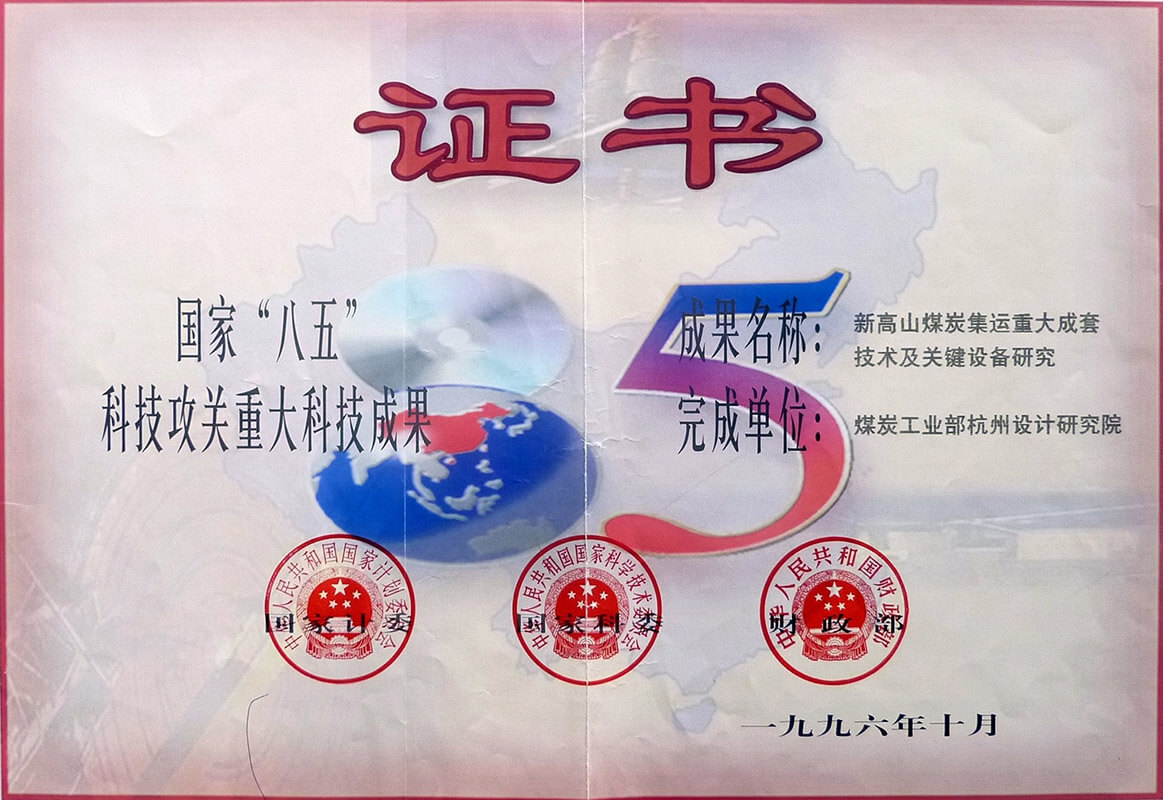 证书
国家“八五”
科技攻关重大科技成果
成果名称：新高山煤炭集运重大成套
技术及关键设备研究
完成单位：煤炭工业部杭州设计研究院
中华人民共和国国家计划委员会
国家计委
中华人民共和国国家科学技术委员会
国家科委
中华人民共和国财政部
财政部
一九九六年十月